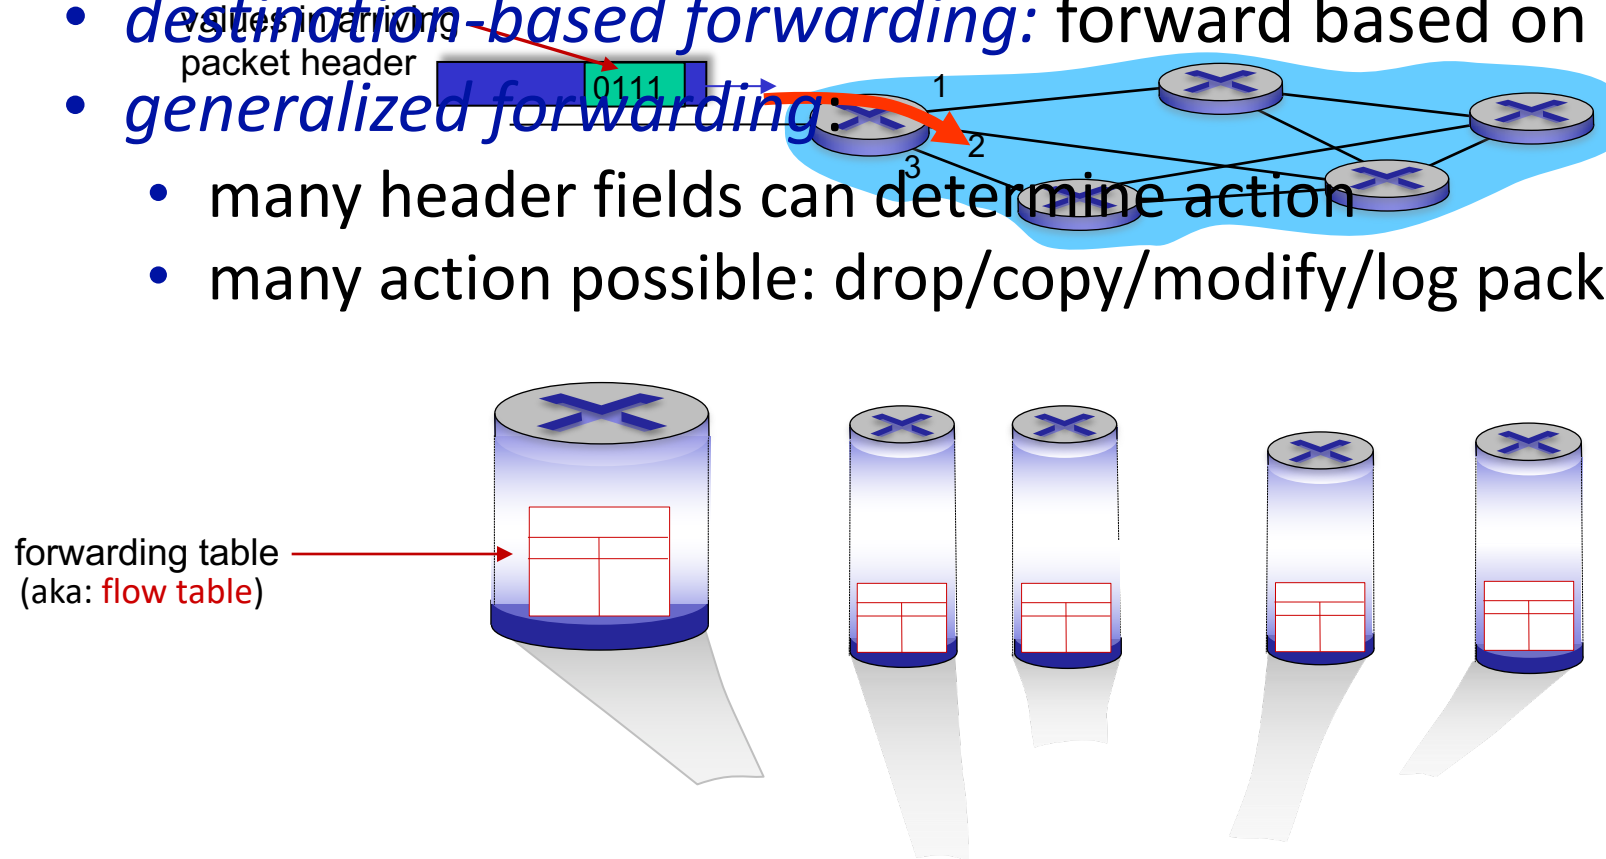 • destination-based forwarding: forward based on
values in arriving
packet header
0111
• generalized forwarding:
1
2
3
• many header fields can determine action
• many action possible: drop/copy/modify/log pack
forwarding table
(aka: flow table)